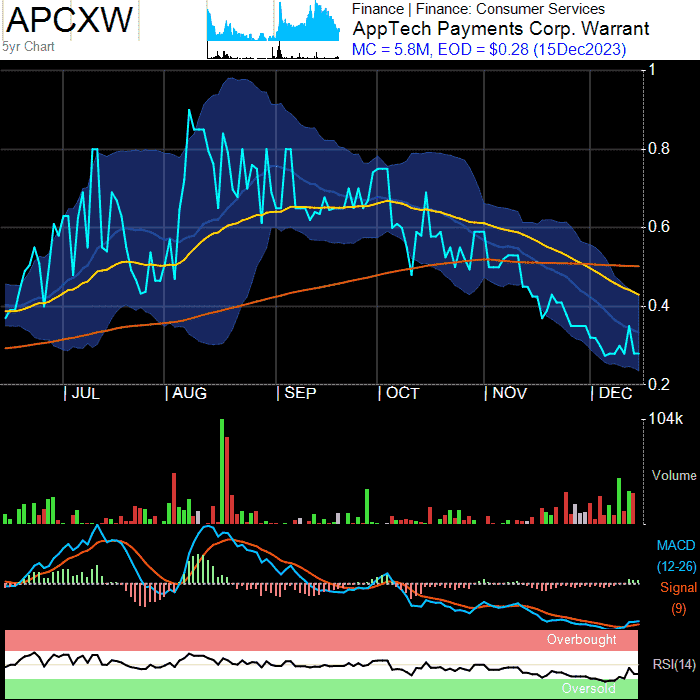 APCXW
5yr Chart
Finance | Finance: Consumer Services
AppTech Payments Corp. Warrant
MC = 5.8M, EOD = $0.28 (15Dec2023)
1
0.8
0.6
0.4
0.2
| JUL | AUG | SEP | OCT | NOV | DEC
104k
Volume
MACD
(12-26)
Signal
(9)
Overbought
RSI(14)
Oversold